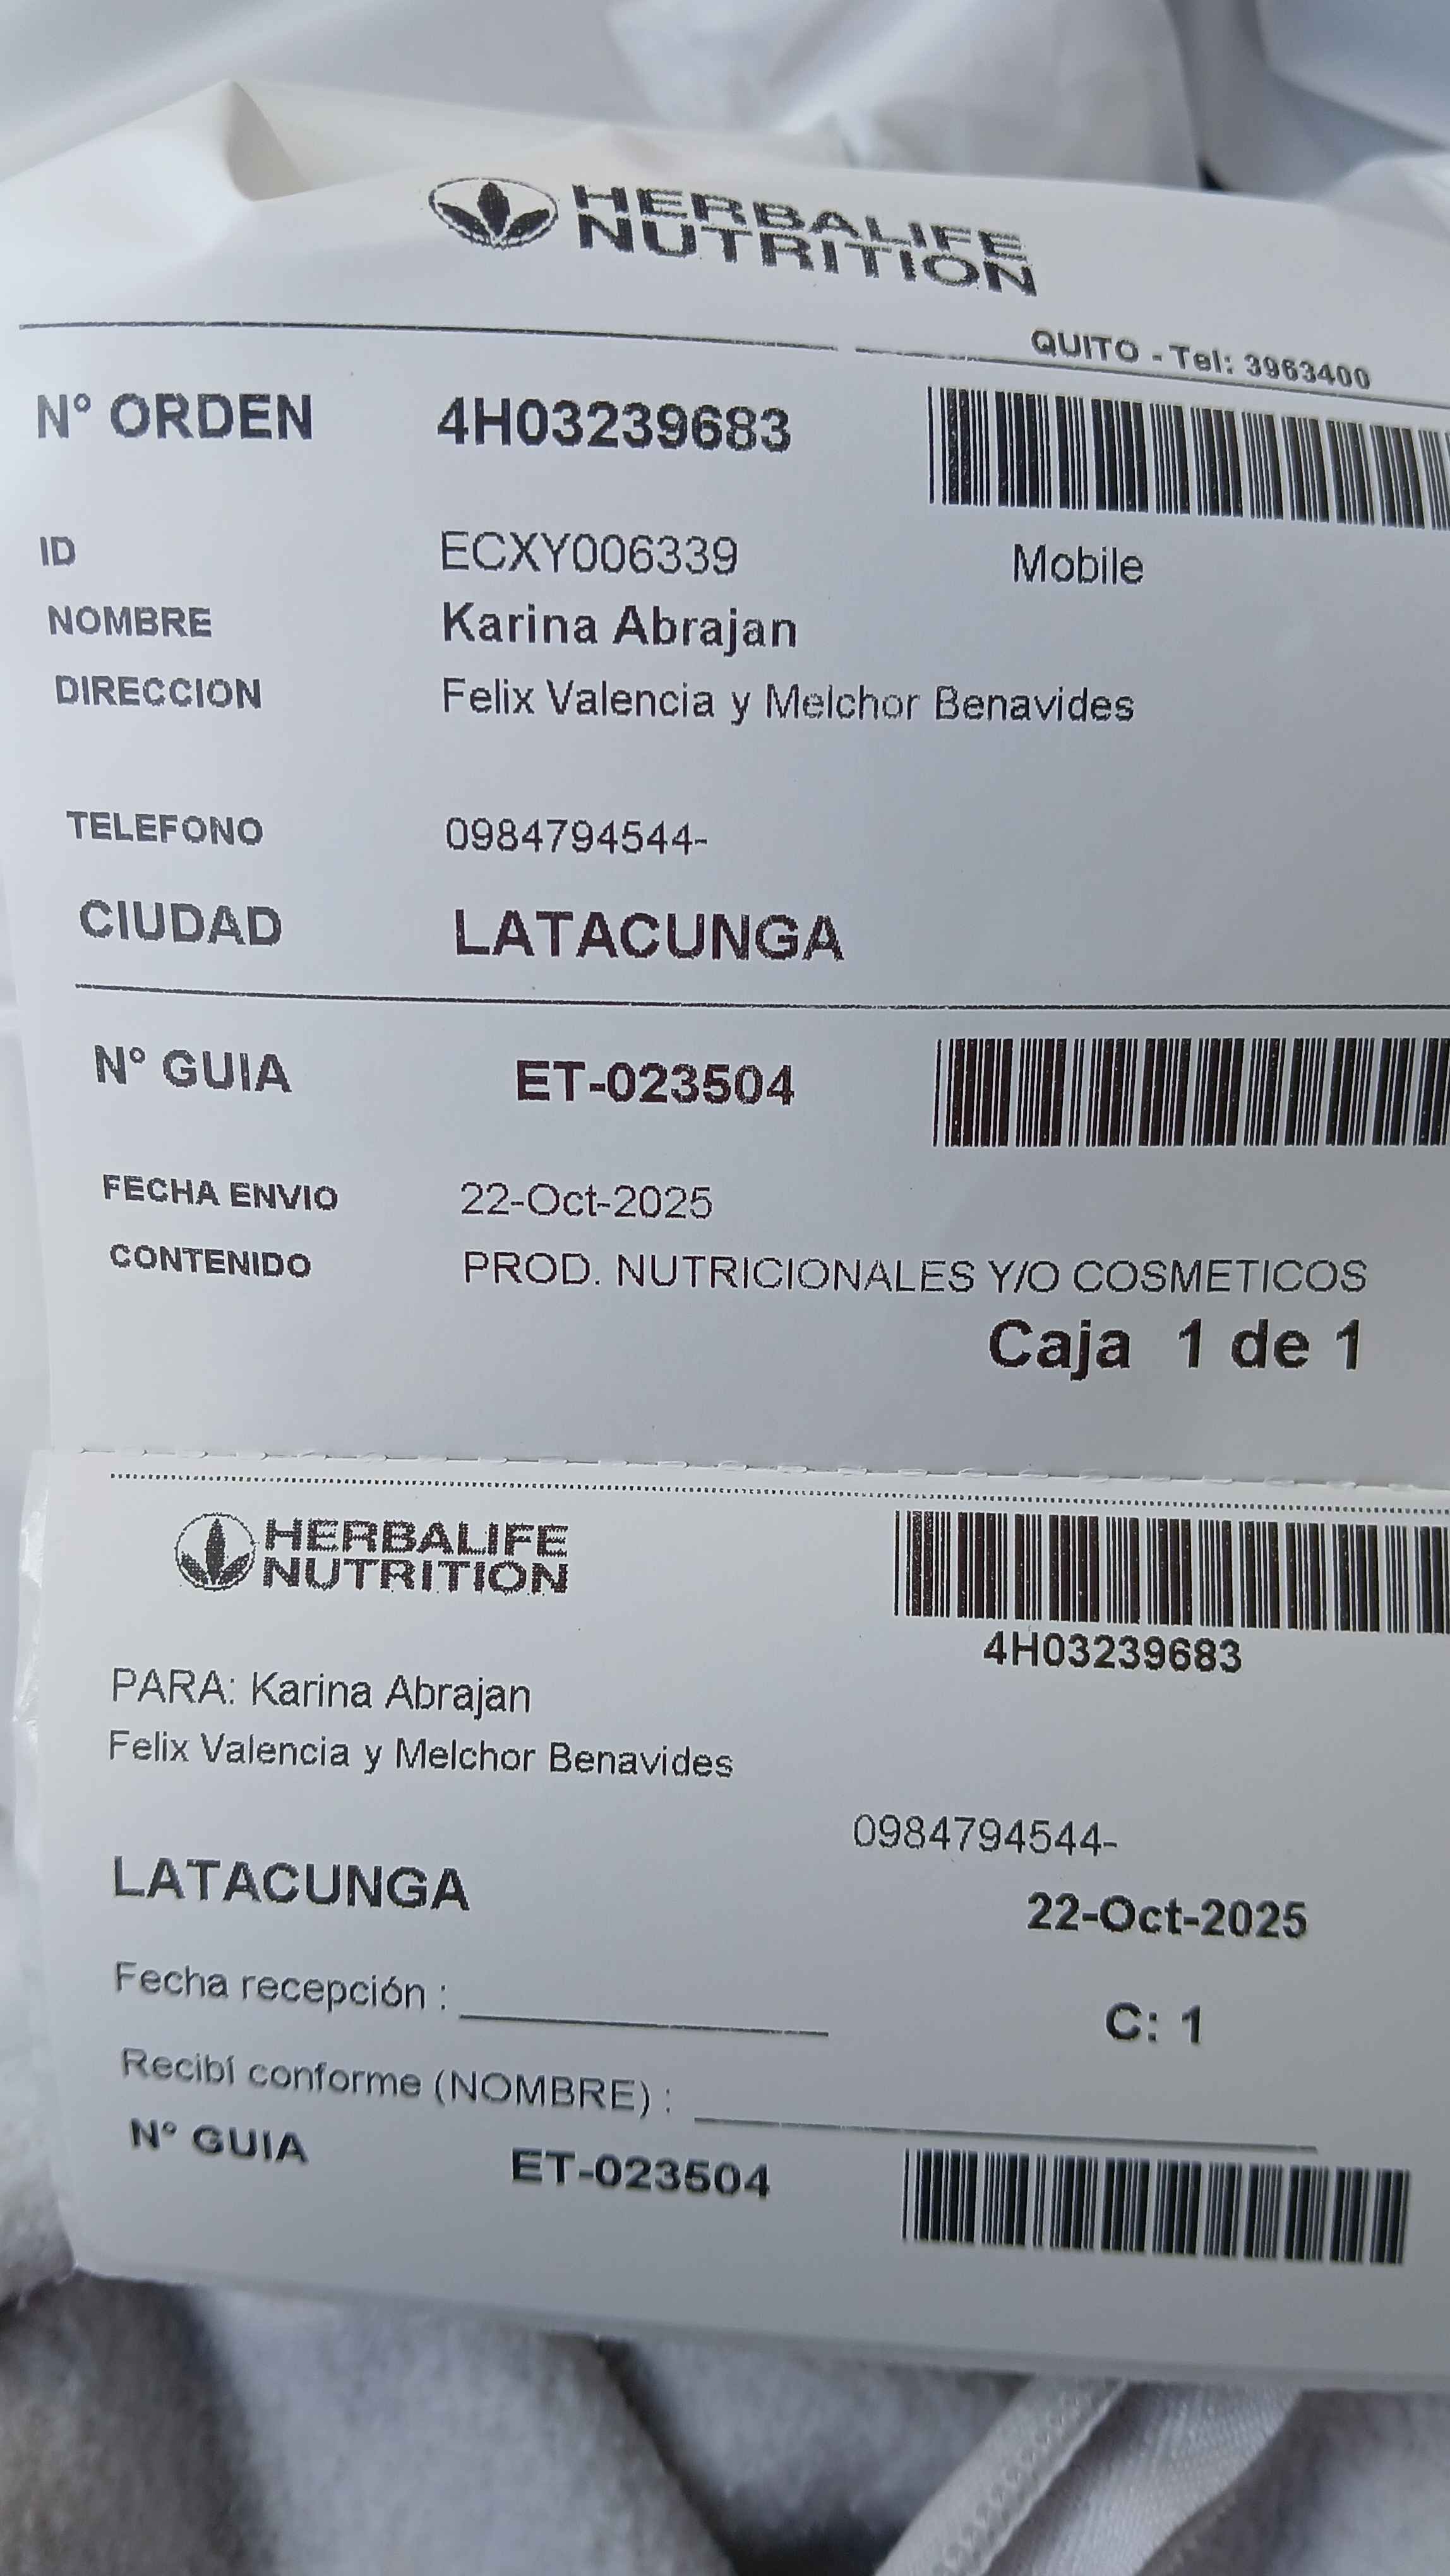 HERBALIFE
NUTRITION
QUITO - Tel: 3963400
Nº ORDEN 4H03239683
ID ECXY006339 Mobile
NOMBRE Karina Abrajan
DIRECCION Felix Valencia y Melchor Benavides
TELEFONO 0984794544-
CIUDAD LATACUNGA
Nº GUIA ET-023504
FECHA ENVIO 22-Oct-2025
CONTENIDO PROD. NUTRICIONALES Y/O COSMETICOS
Caja 1 de 1
HERBALIFE
NUTRITION
4H03239683
PARA: Karina Abrajan
Felix Valencia y Melchor Benavides
0984794544-
LATACUNGA
22-Oct-2025
Fecha recepción :
C: 1
Recibí conforme (NOMBRE) :
Nº GUIA ET-023504